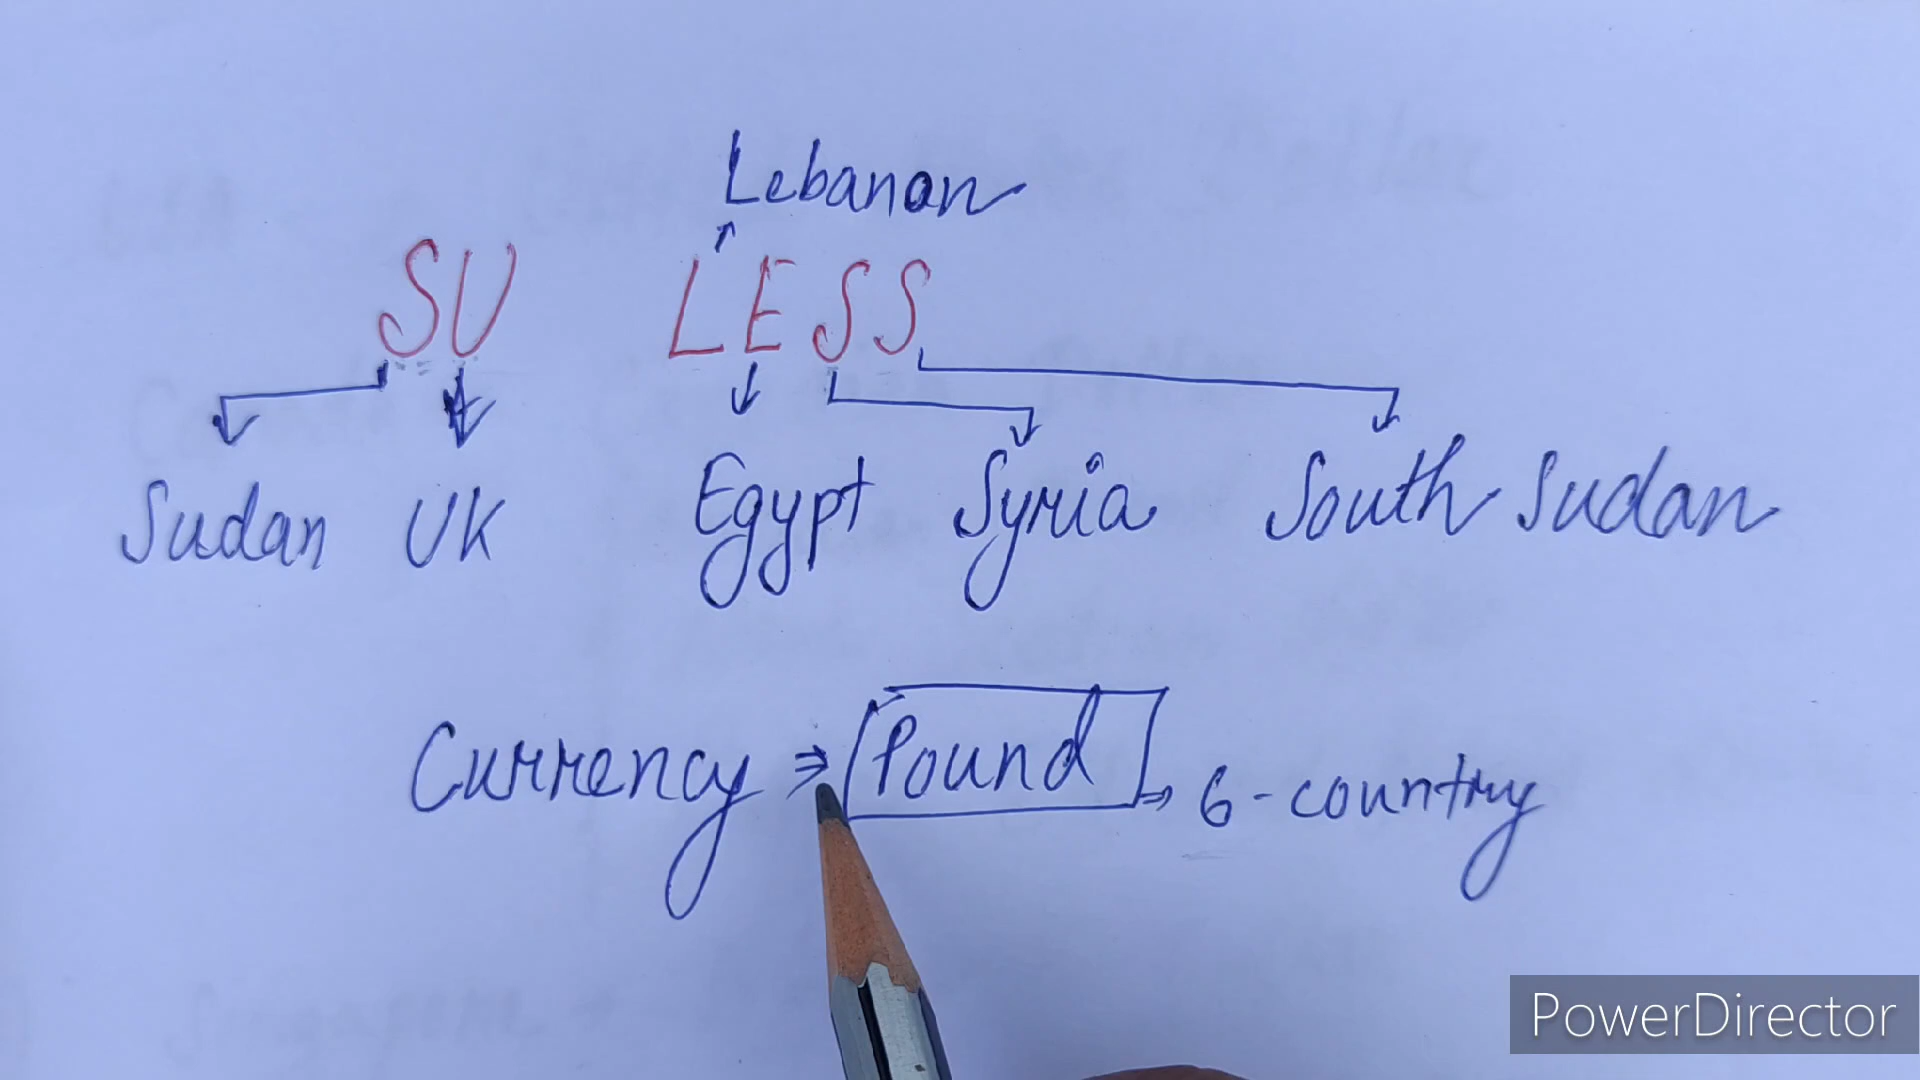 Lebanon
SU LESS
Sudan UK Egypt Syria South Sudan
Currency ⇒ Pound ⇒ 6-country
PowerDirector